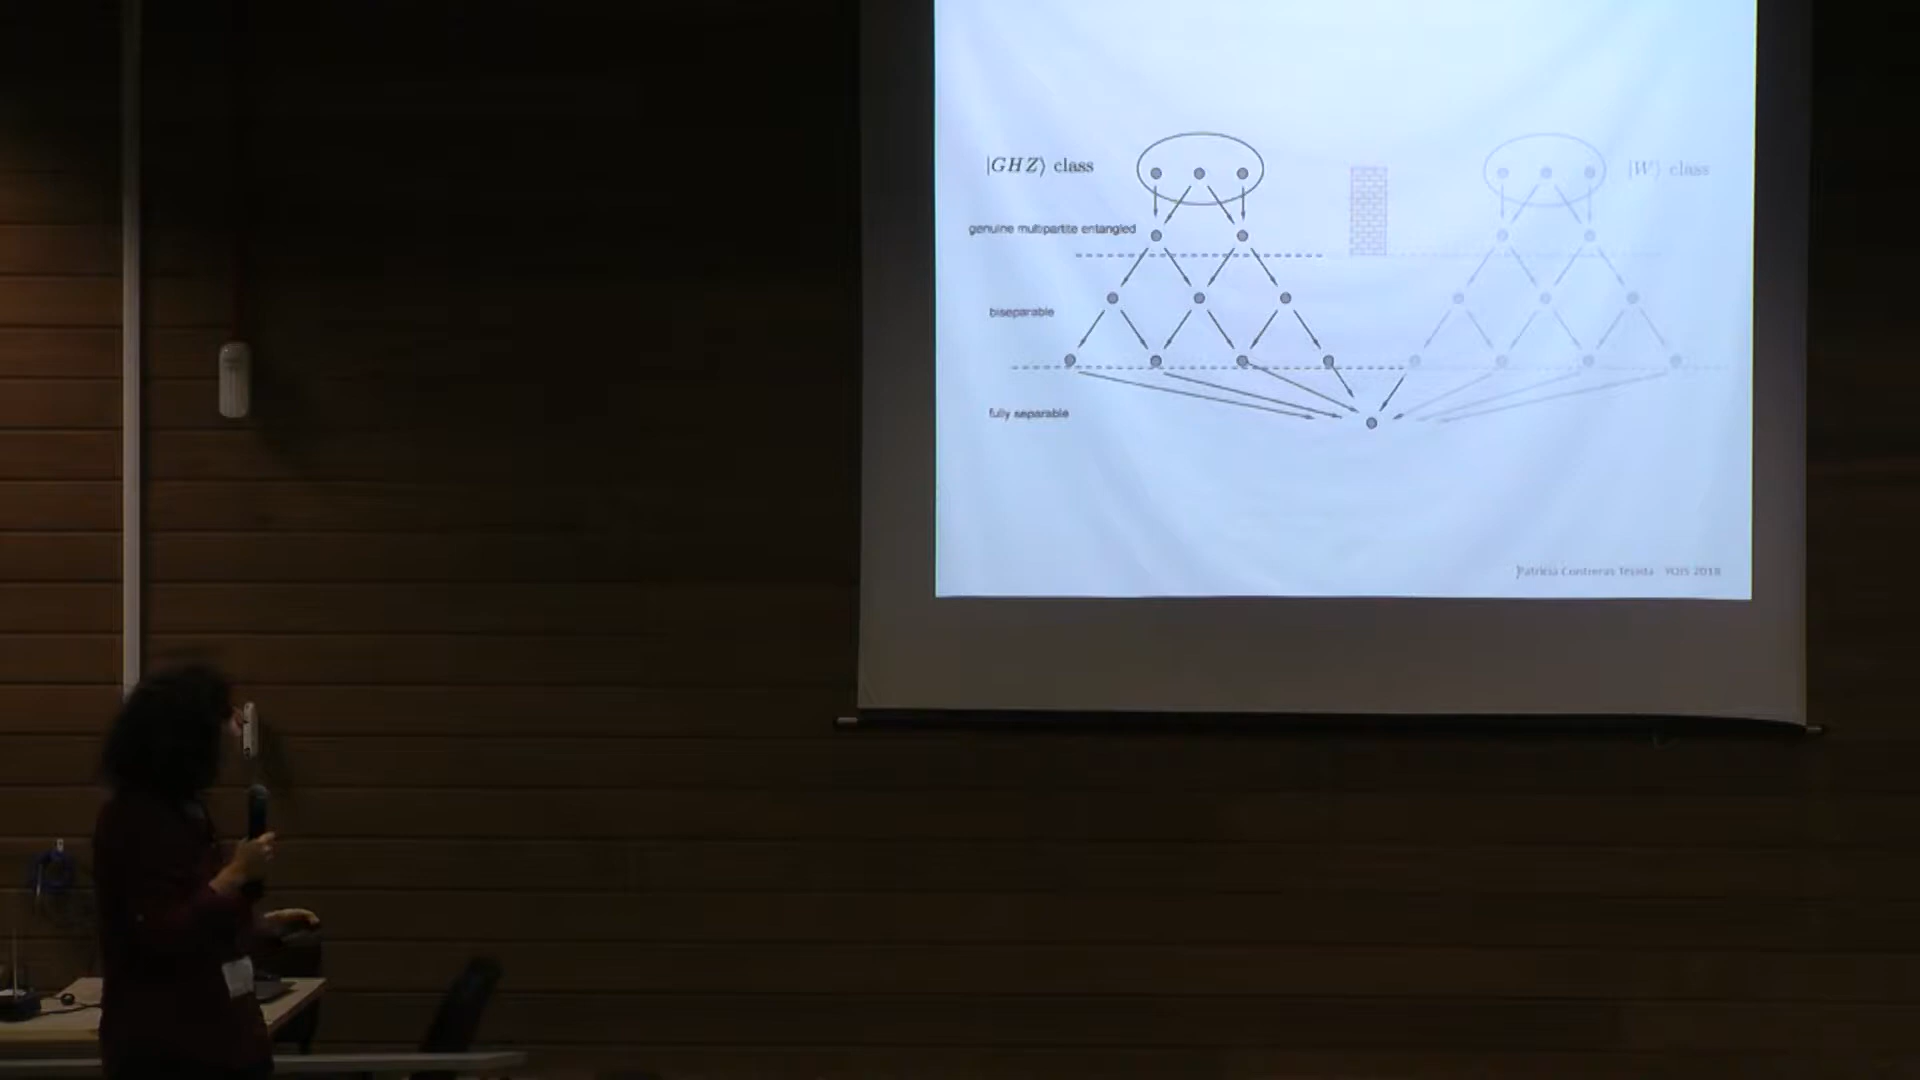 |GHZ⟩ class
|W⟩ class
genuine multipartite entangled
biseparable
fully separable
Patricia Contreras Tejada - YQIS 2018